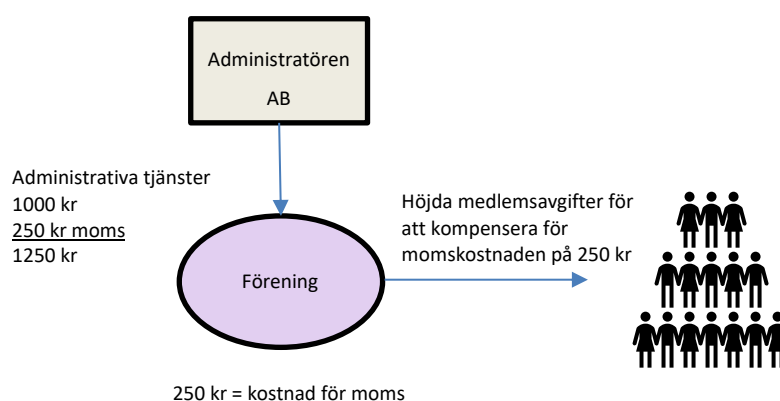 Administratören
AB
Administrativa tjänster
1000 kr
250 kr moms
1250 kr
Höjda medlemsavgifter för
att kompensera för
momskostnaden på 250 kr
Förening
250 kr = kostnad för moms